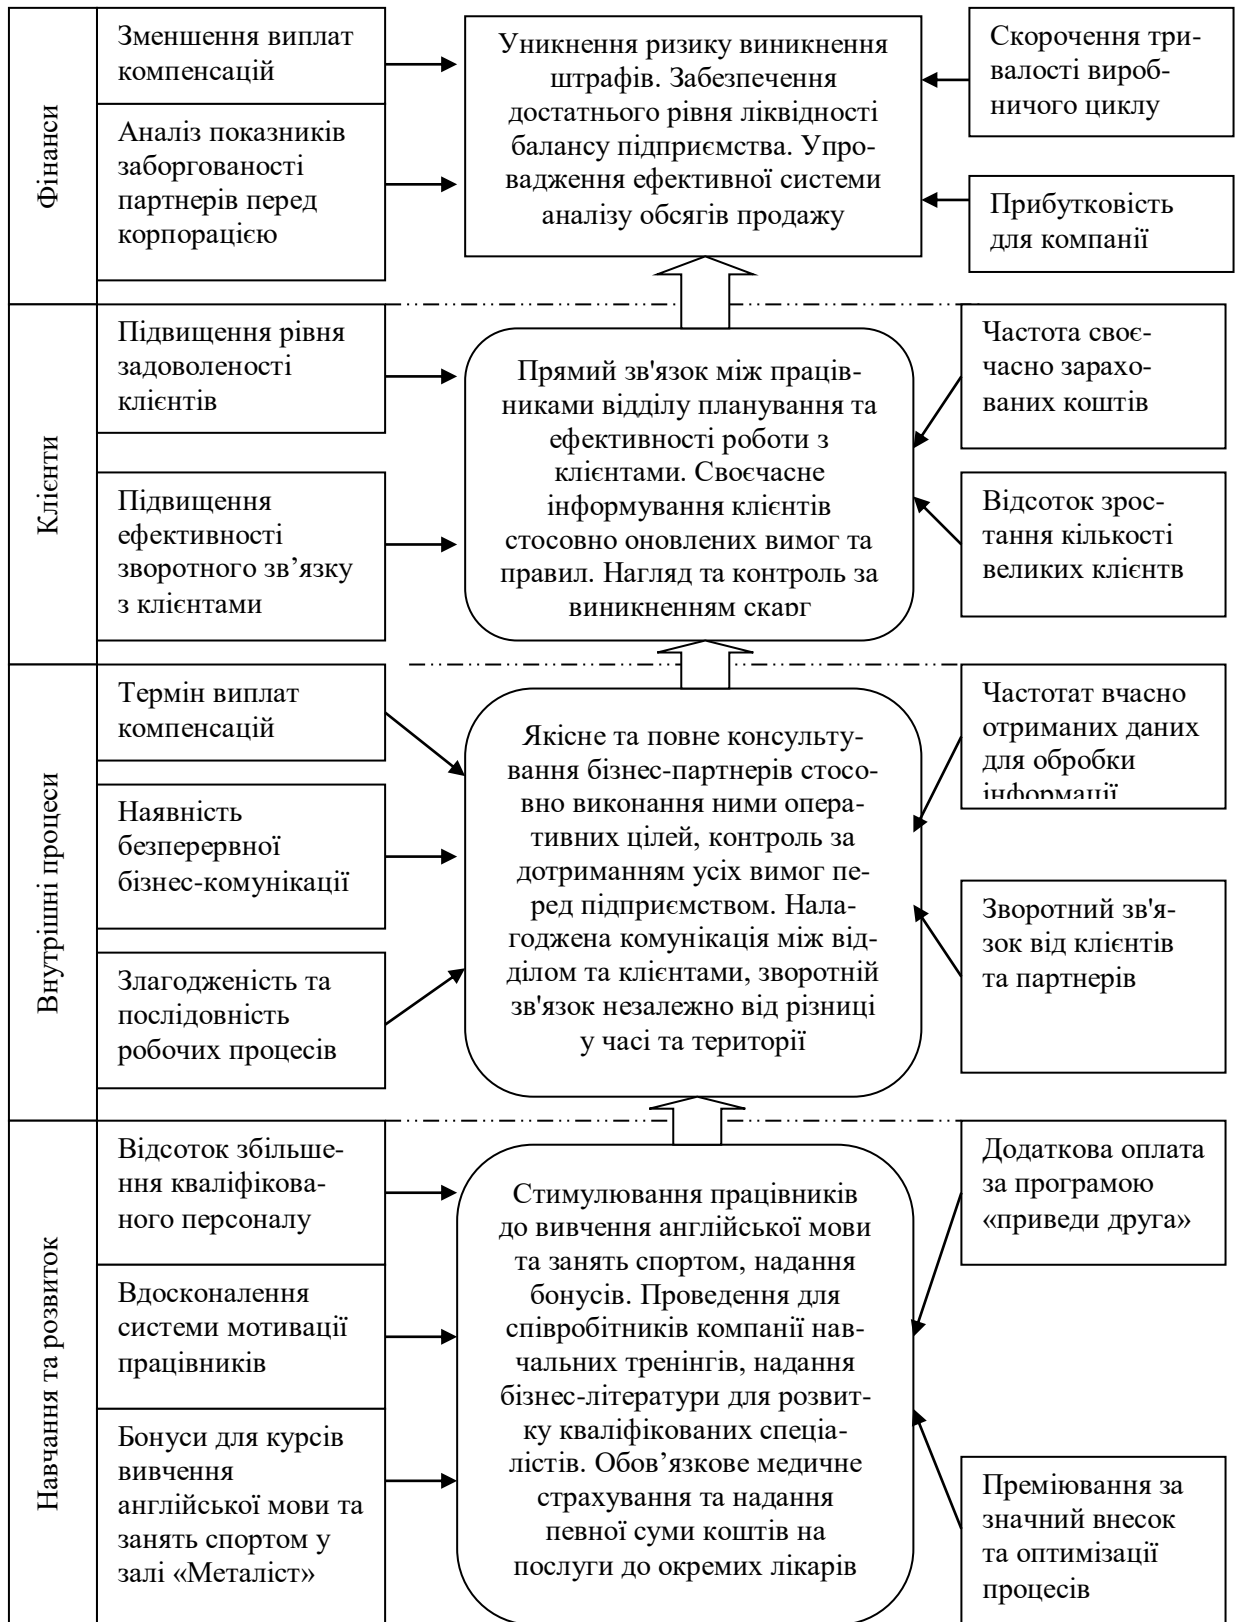 Фінанси
Зменшення виплат
компенсацій
Аналіз показників
заборгованості
партнерів перед
корпорацією
Уникнення ризику виникнення
штрафів. Забезпечення
достатнього рівня ліквідності
балансу підприємства. Упро-
вадження ефективної системи
аналізу обсягів продажу
Скорочення три-
валості вироб-
ничого циклу
Прибутковість
для компанії
Клієнти
Підвищення рівня
задоволеності
клієнтів
Підвищення
ефективності
зворотного зв’язку
з клієнтами
Прямий зв'язок між праців-
никами відділу планування та
ефективності роботи з
клієнтами. Своєчасне
інформування клієнтів
стосовно оновлених вимог та
правил. Нагляд та контроль за
виникненням скарг
Частота своє-
часно зарахо-
ваних коштів
Відсоток зрос-
тання кількості
великих клієнтв
Внутрішні процеси
Термін виплат
компенсацій
Наявність
безперервної
бізнес-комунікації
Злагодженість та
послідовність
робочих процесів
Якісне та повне консульту-
вання бізнес-партнерів стосо-
вно виконання ними опера-
тивних цілей, контроль за
дотриманням усіх вимог пе-
ред підприємством. Нала-
годжена комунікація між від-
ділом та клієнтами, зворотній
зв'язок незалежно від різниці
у часі та території
Частотат вчасно
отриманих даних
для обробки
інформації
Зворотний зв'я-
зок від клієнтів
та партнерів
Навчання та розвиток
Відсоток збільше-
ння кваліфікова-
ного персоналу
Вдосконалення
системи мотивації
працівників
Бонуси для курсів
вивчення
англійської мови та
занять спортом у
залі «Металіст»
Стимулювання працівників
до вивчення англійської мови
та занять спортом, надання
бонусів. Проведення для
співробітників компанії нав-
чальних тренінгів, надання
бізнес-літератури для розвит-
ку кваліфікованих спеціа-
лістів. Обов’язкове медичне
страхування та надання
певної суми коштів на
послуги до окремих лікарів
Додаткова оплата
за програмою
«приведи друга»
Преміювання за
значний внесок
та оптимізації
процесів